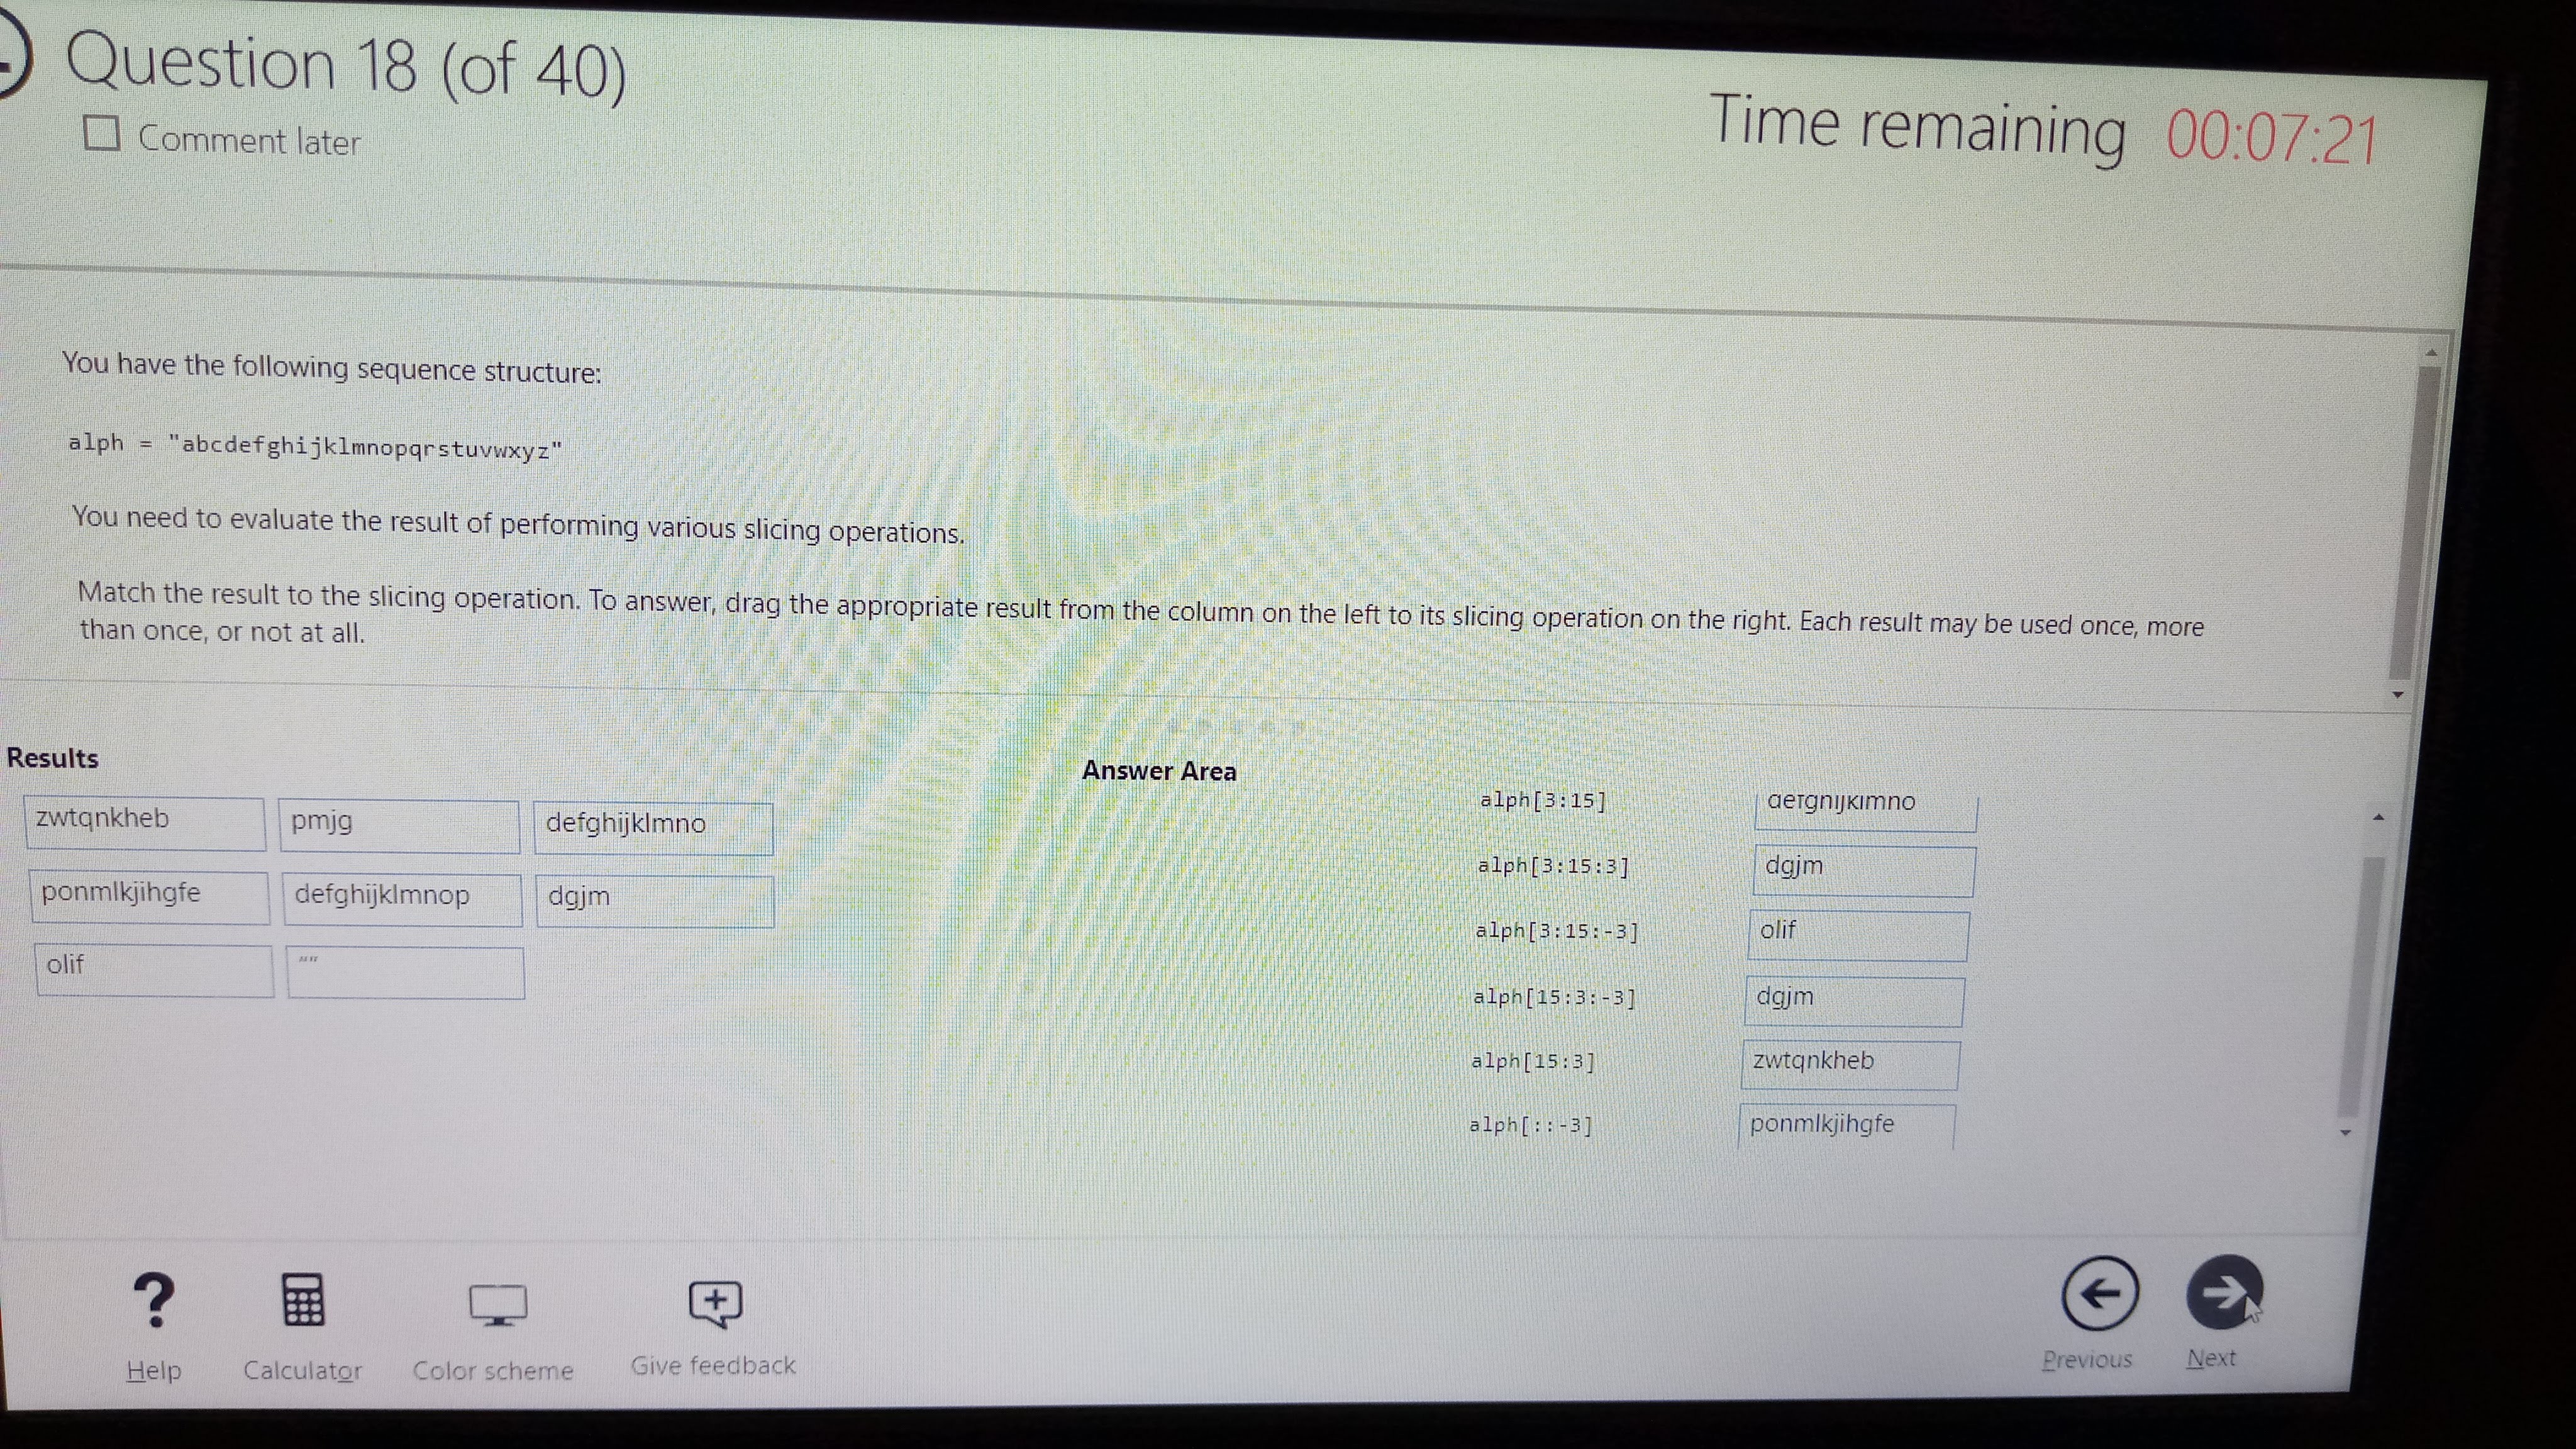 Question 18 (of 40)
Comment later
Time remaining 00:07:21
You have the following sequence structure:
alph = "abcdefghijklmnopqrstuvwxyz"
You need to evaluate the result of performing various slicing operations.
Match the result to the slicing operation. To answer, drag the appropriate result from the column on the left to its slicing operation on the right. Each result may be used once, more
than once, or not at all.
Results
zwtqnkheb pmjg defghijklmno
ponmlkjihgfe defghijklmnop dgjm
olif ""
Answer Area
alph[3:15] defghijklmno
alph[3:15:3] dgjm
alph[3:15:-3] olif
alph[15:3:-3] dgjm
alph[15:3] zwtqnkheb
alph[::-3] ponmlkjihgfe
Help Calculator Color scheme Give feedback
Previous Next